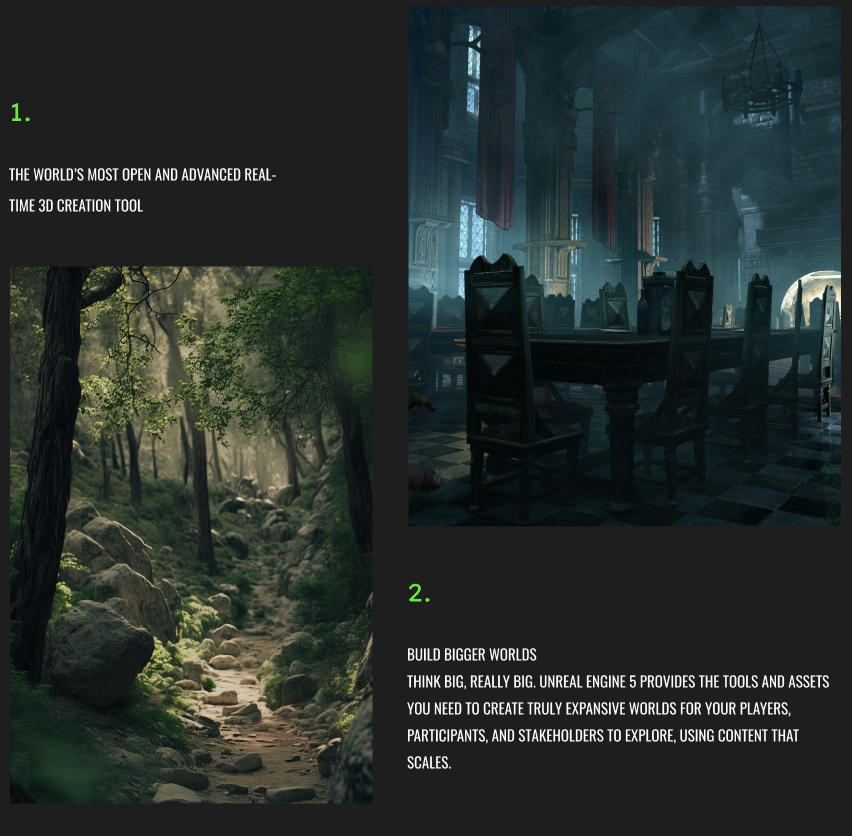 1.
THE WORLD'S MOST OPEN AND ADVANCED REAL-
TIME 3D CREATION TOOL
2.
BUILD BIGGER WORLDS
THINK BIG, REALLY BIG. UNREAL ENGINE 5 PROVIDES THE TOOLS AND ASSETS
YOU NEED TO CREATE TRULY EXPANSIVE WORLDS FOR YOUR PLAYERS,
PARTICIPANTS, AND STAKEHOLDERS TO EXPLORE, USING CONTENT THAT
SCALES.